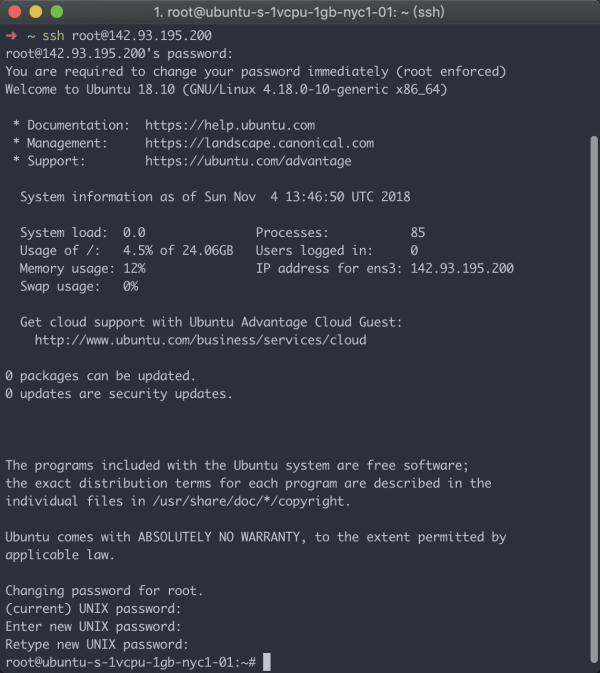 1. root@ubuntu-s-1vcpu-1gb-nyc1-01: ~ (ssh)
➜ ~ ssh root@142.93.195.200
root@142.93.195.200's password:
You are required to change your password immediately (root enforced)
Welcome to Ubuntu 18.10 (GNU/Linux 4.18.0-10-generic x86_64)

 * Documentation:  https://help.ubuntu.com
 * Management:     https://landscape.canonical.com
 * Support:        https://ubuntu.com/advantage

  System information as of Sun Nov  4 13:46:50 UTC 2018

  System load:  0.0               Processes:           85
  Usage of /:   4.5% of 24.06GB   Users logged in:     0
  Memory usage: 12%               IP address for ens3: 142.93.195.200
  Swap usage:   0%

  Get cloud support with Ubuntu Advantage Cloud Guest:
    http://www.ubuntu.com/business/services/cloud

0 packages can be updated.
0 updates are security updates.

The programs included with the Ubuntu system are free software;
the exact distribution terms for each program are described in the
individual files in /usr/share/doc/*/copyright.

Ubuntu comes with ABSOLUTELY NO WARRANTY, to the extent permitted by
applicable law.

Changing password for root.
(current) UNIX password:
Enter new UNIX password:
Retype new UNIX password:
root@ubuntu-s-1vcpu-1gb-nyc1-01:~#